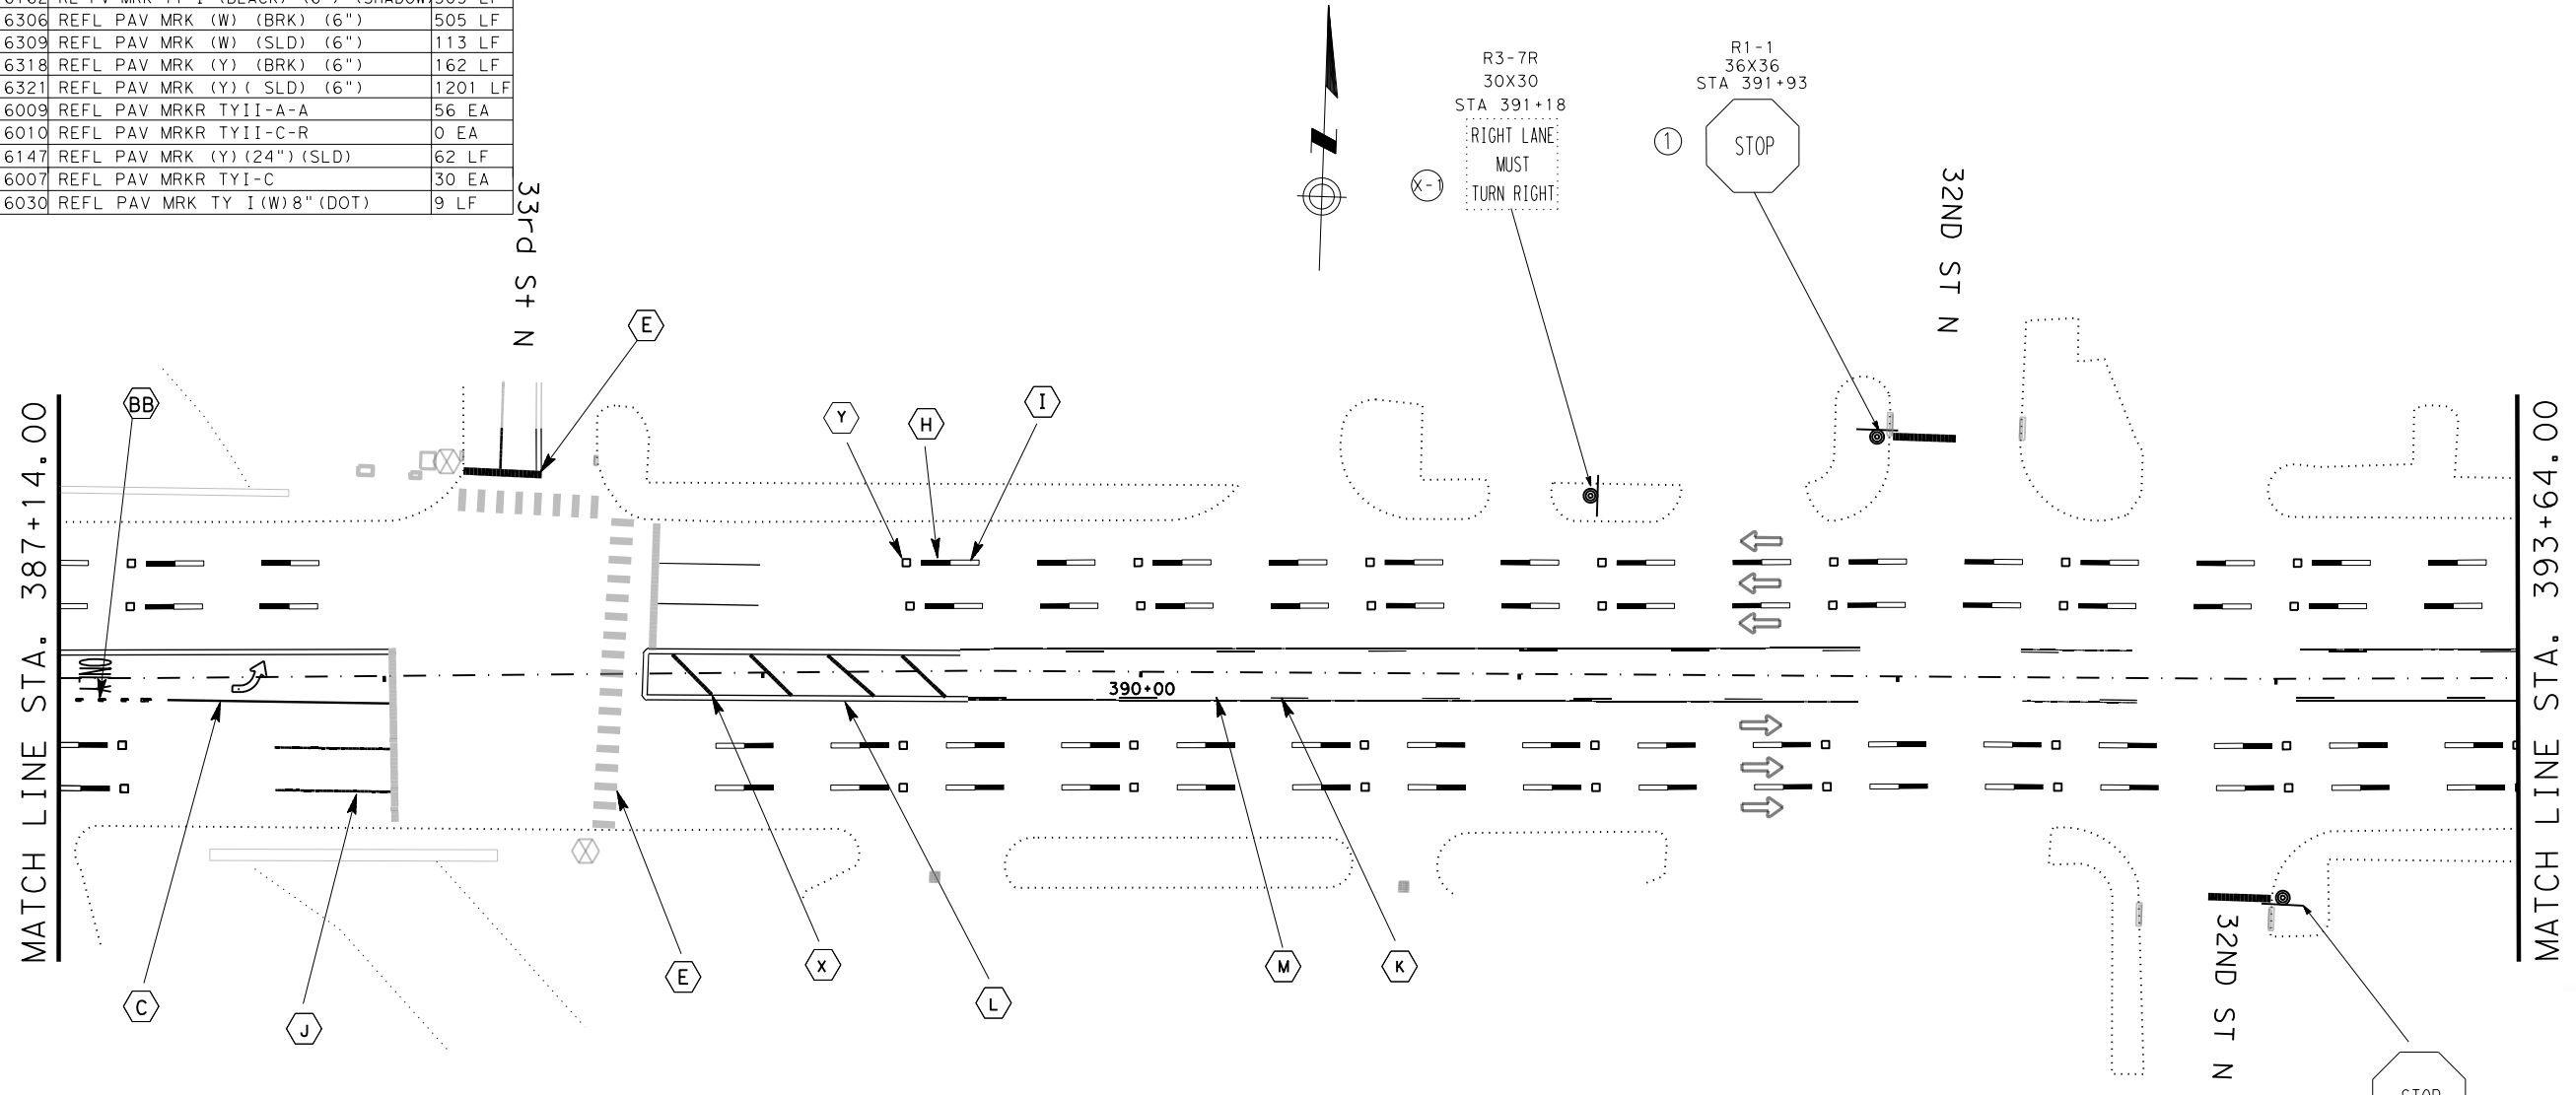 6306 REFL PAV MRK (W) (BRK) (6") 505 LF
6309 REFL PAV MRK (W) (SLD) (6") 113 LF
6318 REFL PAV MRK (Y) (BRK) (6") 162 LF
6321 REFL PAV MRK (Y)( SLD) (6") 1201 LF
6009 REFL PAV MRKR TYII-A-A 56 EA
6010 REFL PAV MRKR TYII-C-R 0 EA
6147 REFL PAV MRK (Y)(24")(SLD) 62 LF
6007 REFL PAV MRKR TYI-C 30 EA
6030 REFL PAV MRK TY I(W)8"(DOT) 9 LF
33rd St N
R3-7R
30X30
STA 391+18
RIGHT LANE
MUST
TURN RIGHT
X-1
R1-1
36X36
STA 391+93
STOP
1
32ND ST N
E
BB
Y
H
I
MATCH LINE STA. 387+14.00
MATCH LINE STA. 393+64.00
390+00
C
J
E
X
L
M
K
32ND ST N
STOP